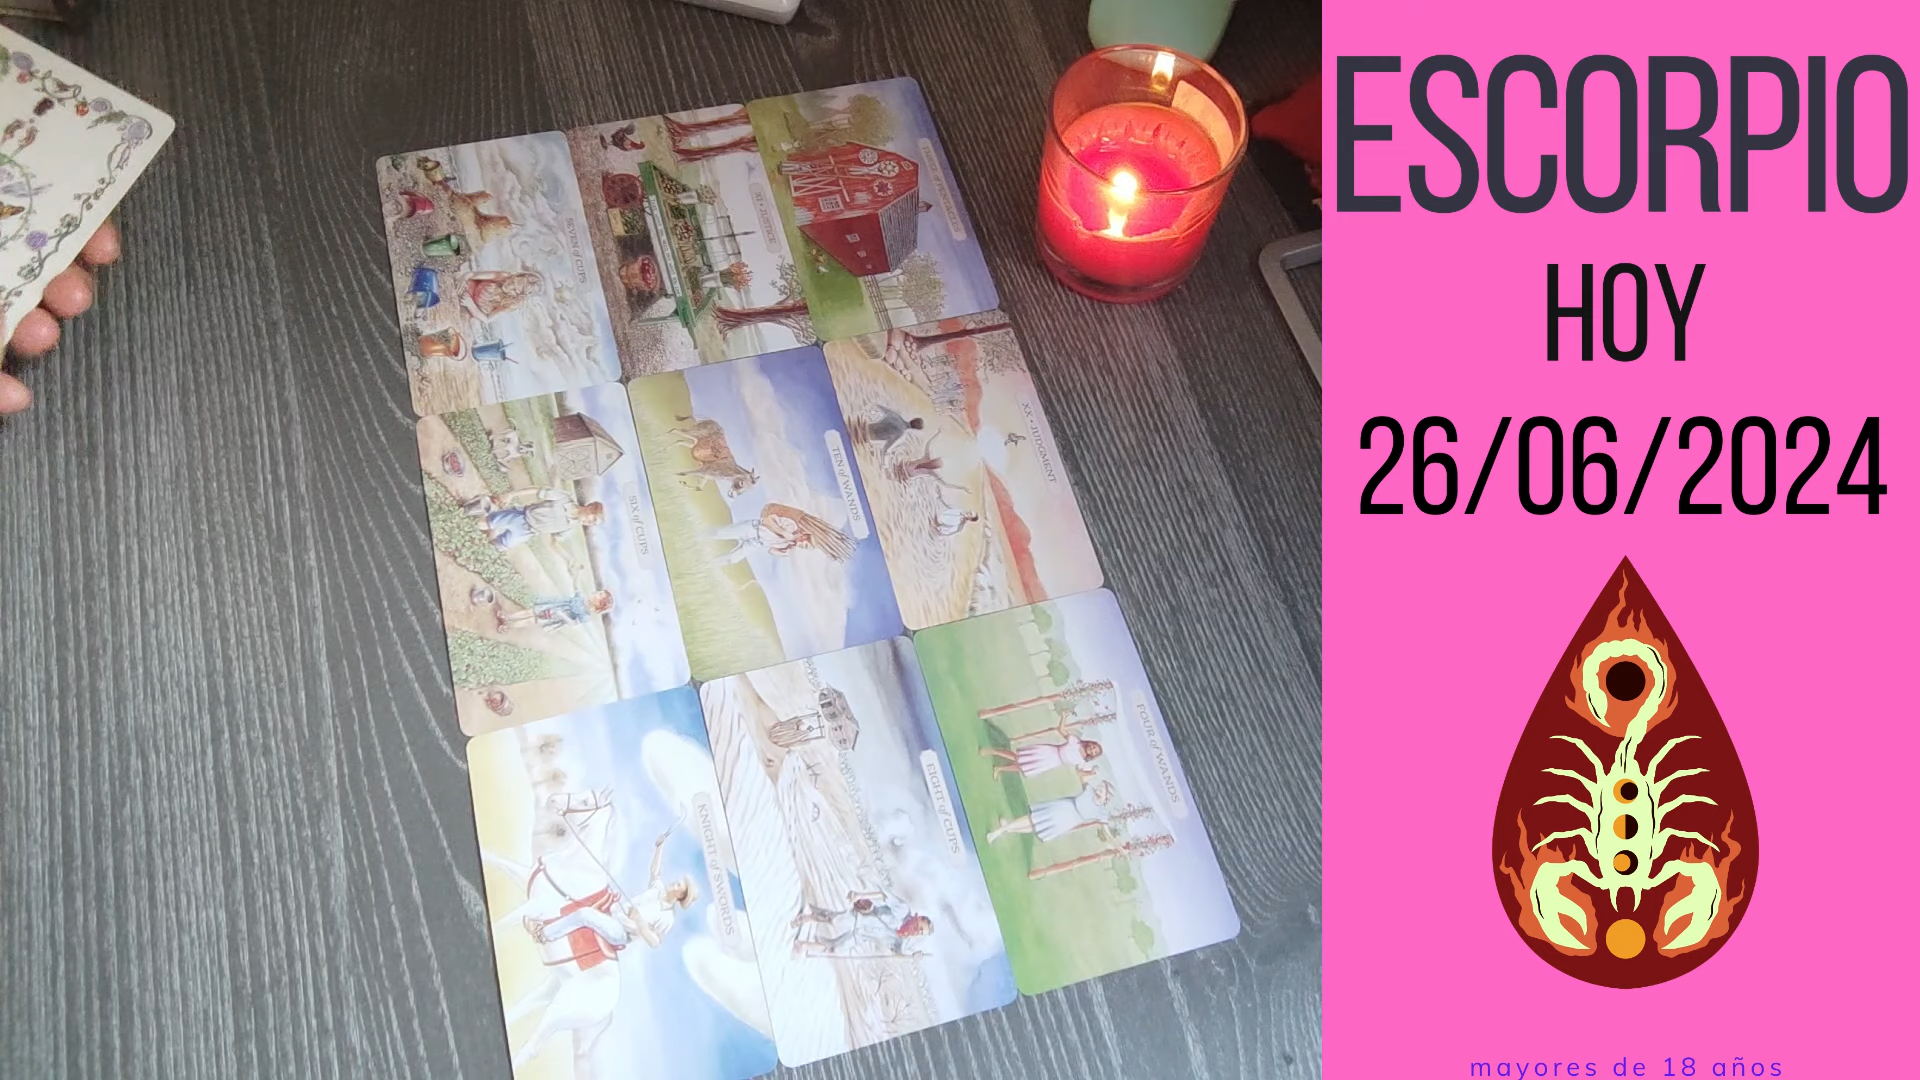 SEVEN of CUPS
XI • JUSTICE
SIX of CUPS
TEN of WANDS
XX • JUDGMENT
KNIGHT of SWORDS
EIGHT of CUPS
FOUR of WANDS
ESCORPIO
HOY
26/06/2024
mayores de 18 años